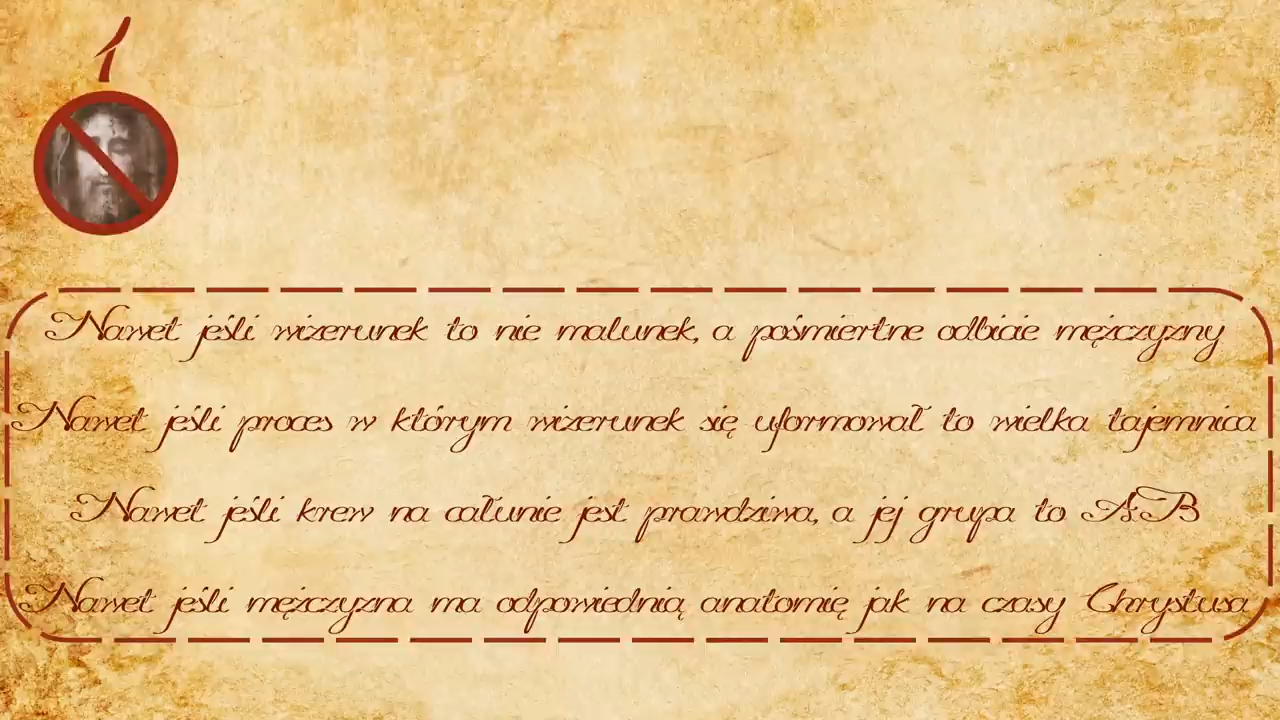 1
Nawet jeśli wizerunek to nie malunek, a pośmiertne odbicie mężczyzny
Nawet jeśli proces w którym wizerunek się uformował to wielka tajemnica
Nawet jeśli krew na całunie jest prawdziwa, a jej grupa to AB
Nawet jeśli mężczyzna ma odpowiednią anatomię jak na czasy Chrystusa